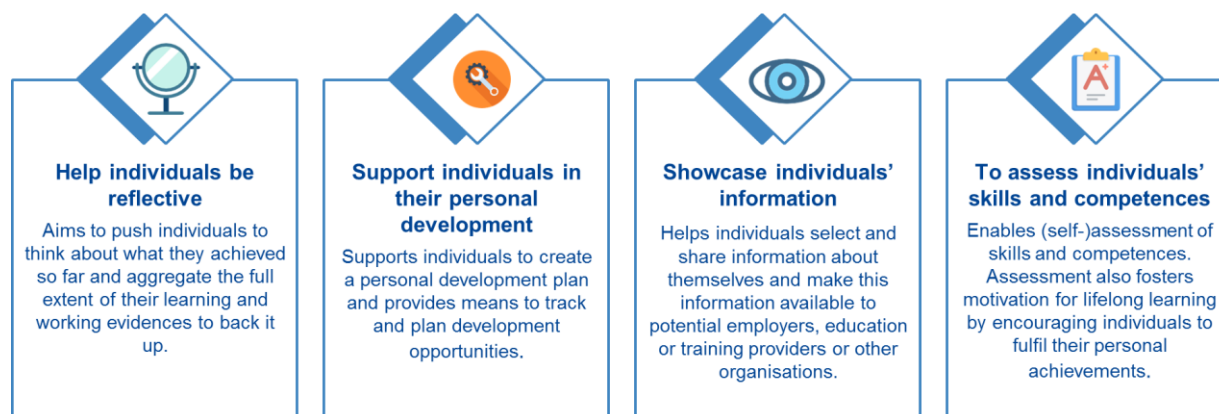 Help individuals be
reflective
Aims to push individuals to
think about what they achieved
so far and aggregate the full
extent of their learning and
working evidences to back it
up.
Support individuals in
their personal
development
Supports individuals to create
a personal development plan
and provides means to track
and plan development
opportunities.
Showcase individuals’
information
Helps individuals select and
share information about
themselves and make this
information available to
potential employers, education
or training providers or other
organisations.
A+
To assess individuals’
skills and competences
Enables (self-)assessment of
skills and competences.
Assessment also fosters
motivation for lifelong learning
by encouraging individuals to
fulfil their personal
achievements.